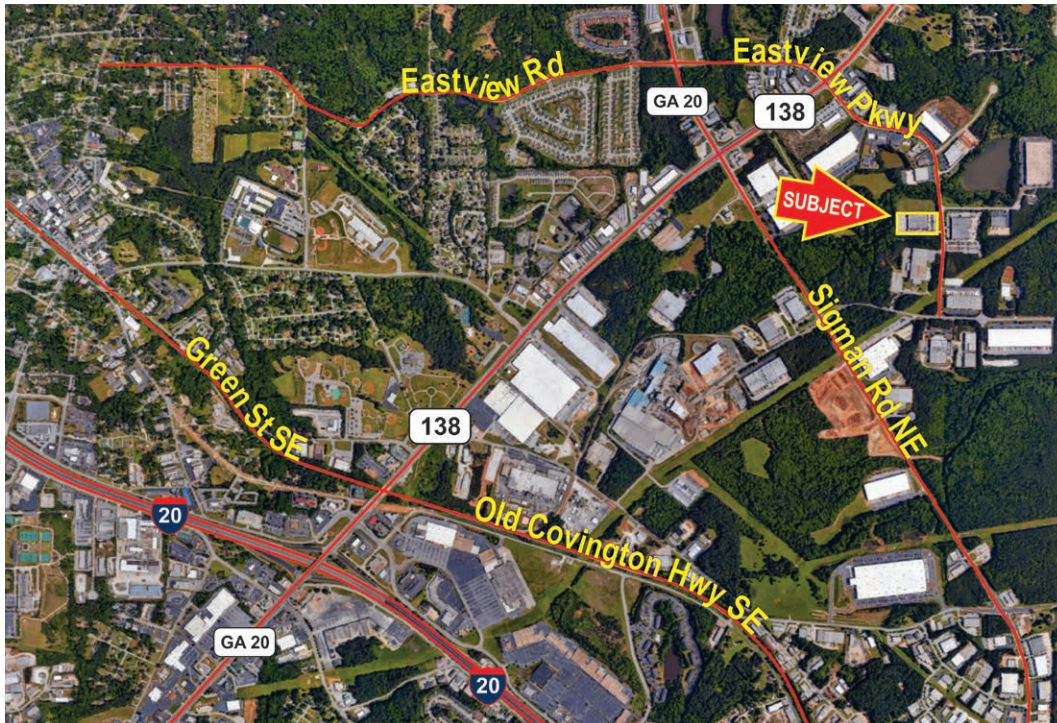 Eastview Rd
Eastview Pkwy
GA 20
138
SUBJECT
Sigman Rd NE
Green St SE
138
20
Old Covington Hwy SE
GA 20
20